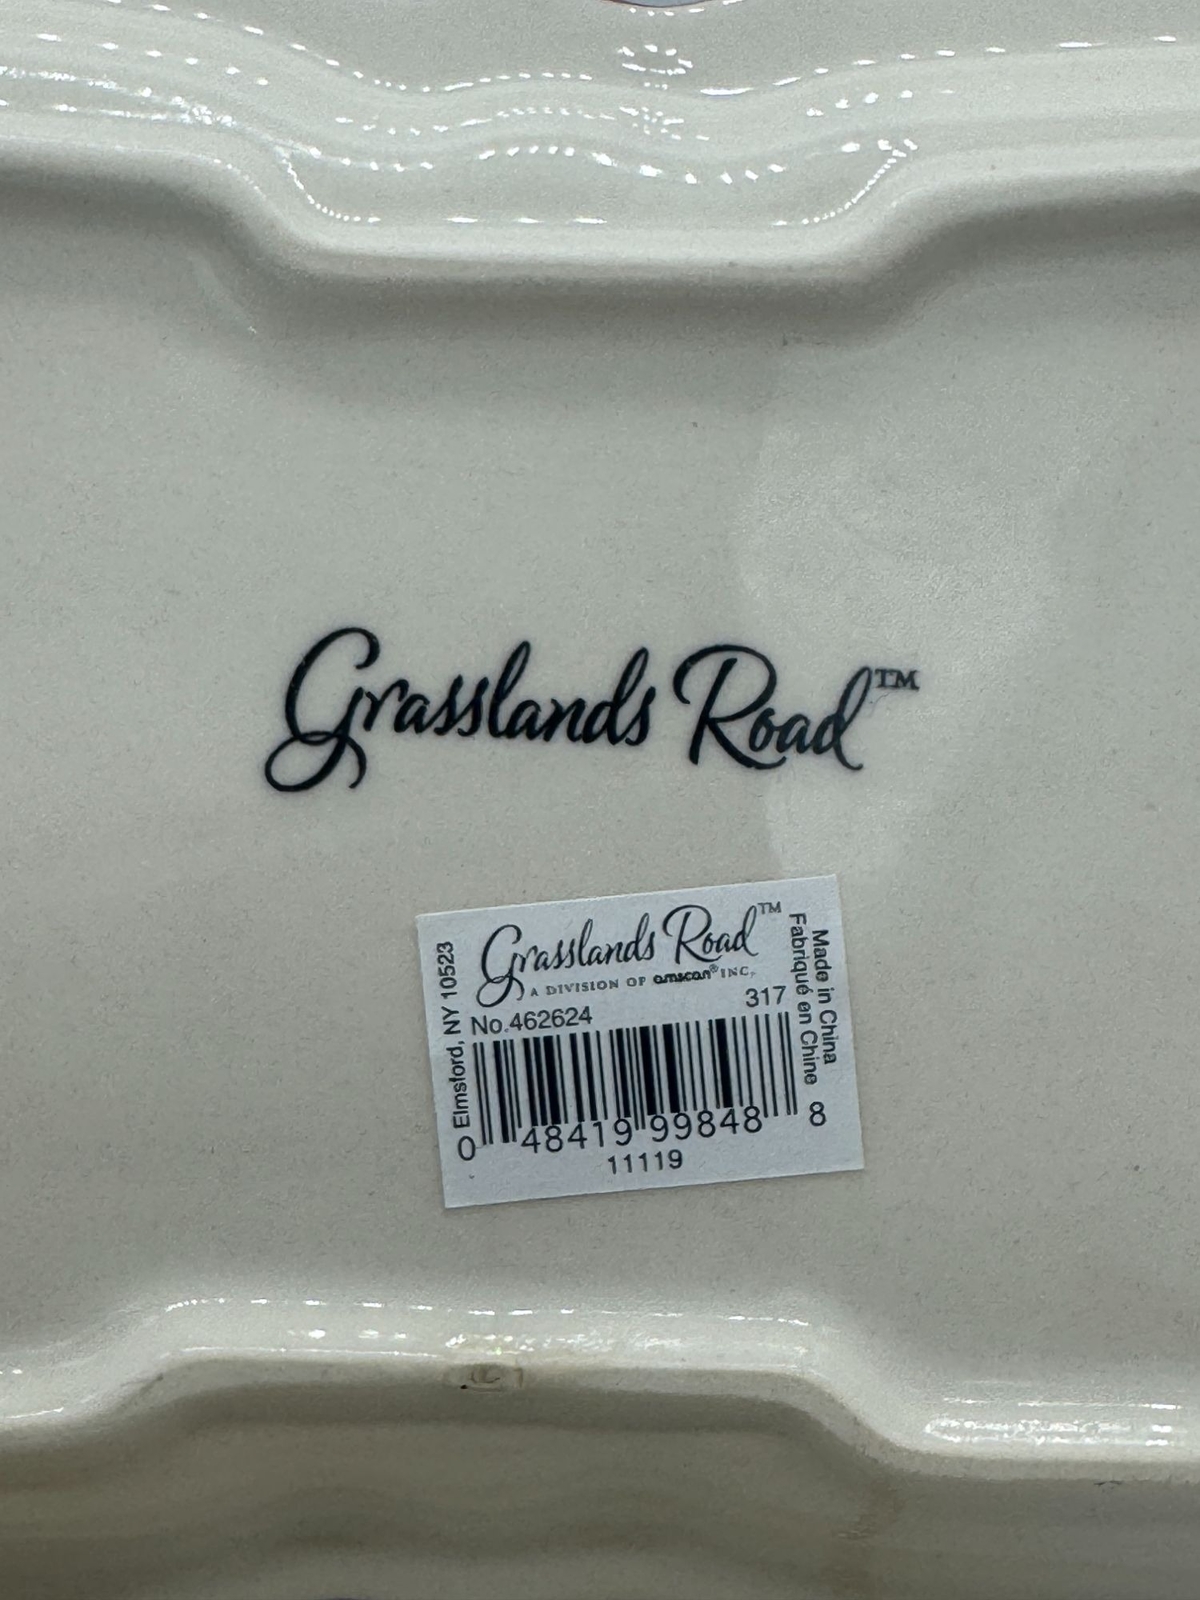 Grasslands Road™
Grasslands Road™
A DIVISION OF amscan® INC.
Elmsford, NY 10523
No.462624
317
Made in China
Fabriqué en Chine
0 48419 99848 8
11119